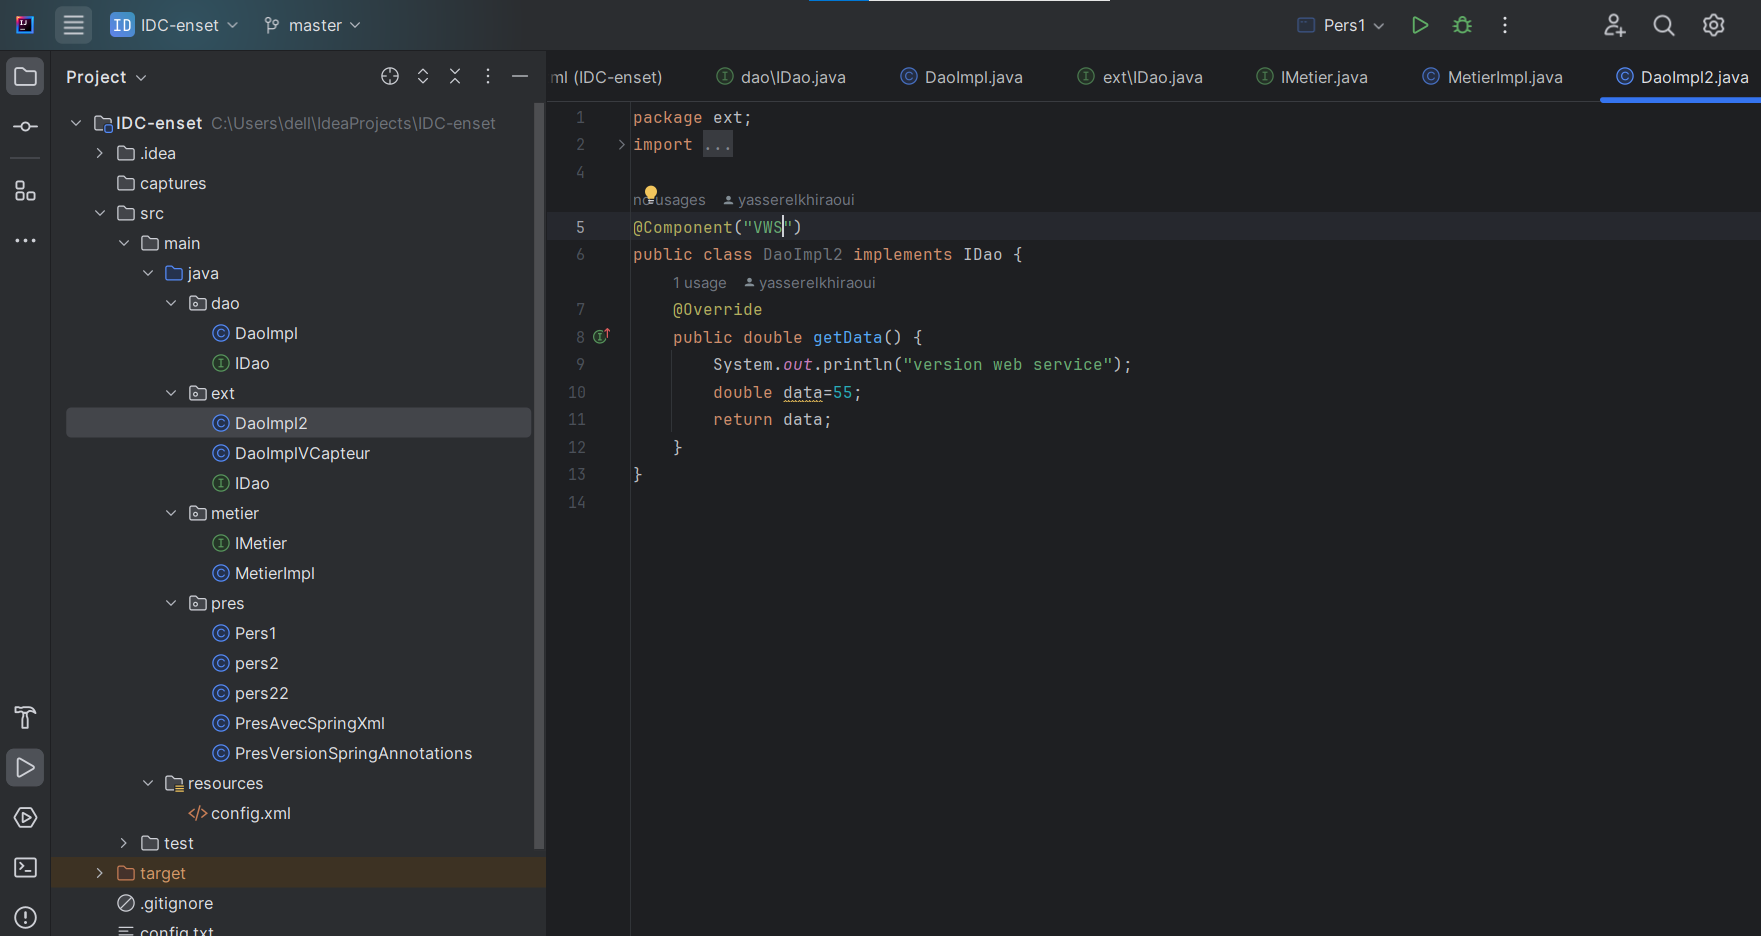 ID IDC-enset master Pers1
Project
ml (IDC-enset) dao\IDao.java DaoImpl.java ext\IDao.java IMetier.java MetierImpl.java DaoImpl2.java
IDC-enset C:\Users\dell\IdeaProjects\IDC-enset
.idea
captures
src
main
java
dao
DaoImpl
IDao
ext
DaoImpl2
DaoImplVCapteur
IDao
metier
IMetier
MetierImpl
pres
Pers1
pers2
pers22
PresAvecSpringXml
PresVersionSpringAnnotations
resources
config.xml
test
target
.gitignore
config.txt
1 package ext;
2 import ...
4
no usages yasserelkhiraoui
5 @Component("VWS")
6 public class DaoImpl2 implements IDao {
1 usage yasserelkhiraoui
7 @Override
8 public double getData() {
9 System.out.println("version web service");
10 double data=55;
11 return data;
12 }
13 }
14